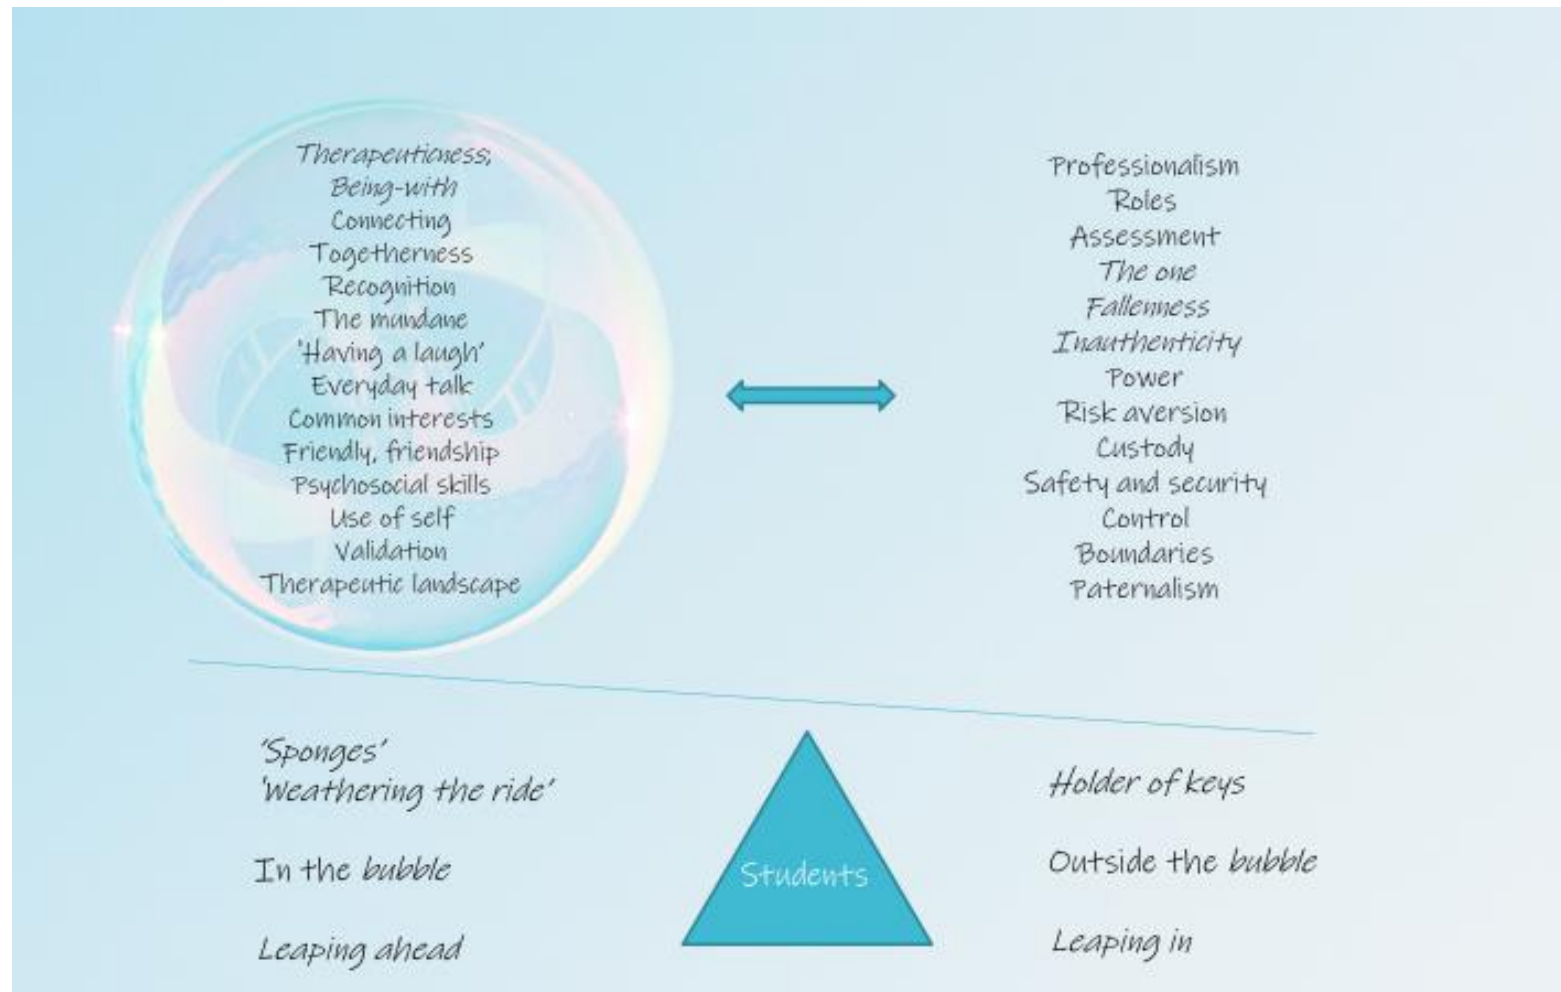 Therapeuticness;
Being-with
Connecting
Togetherness
Recognition
The mundane
'Having a laugh'
Everyday talk
Common interests
Friendly, friendship
Psychosocial skills
Use of self
Validation
Therapeutic landscape
Professionalism
Roles
Assessment
The one
Fallenness
Inauthenticity
Power
Risk aversion
Custody
Safety and security
Control
Boundaries
Paternalism
'Sponges'
'Weathering the ride'
In the bubble
Leaping ahead
Students
Holder of keys
Outside the bubble
Leaping in